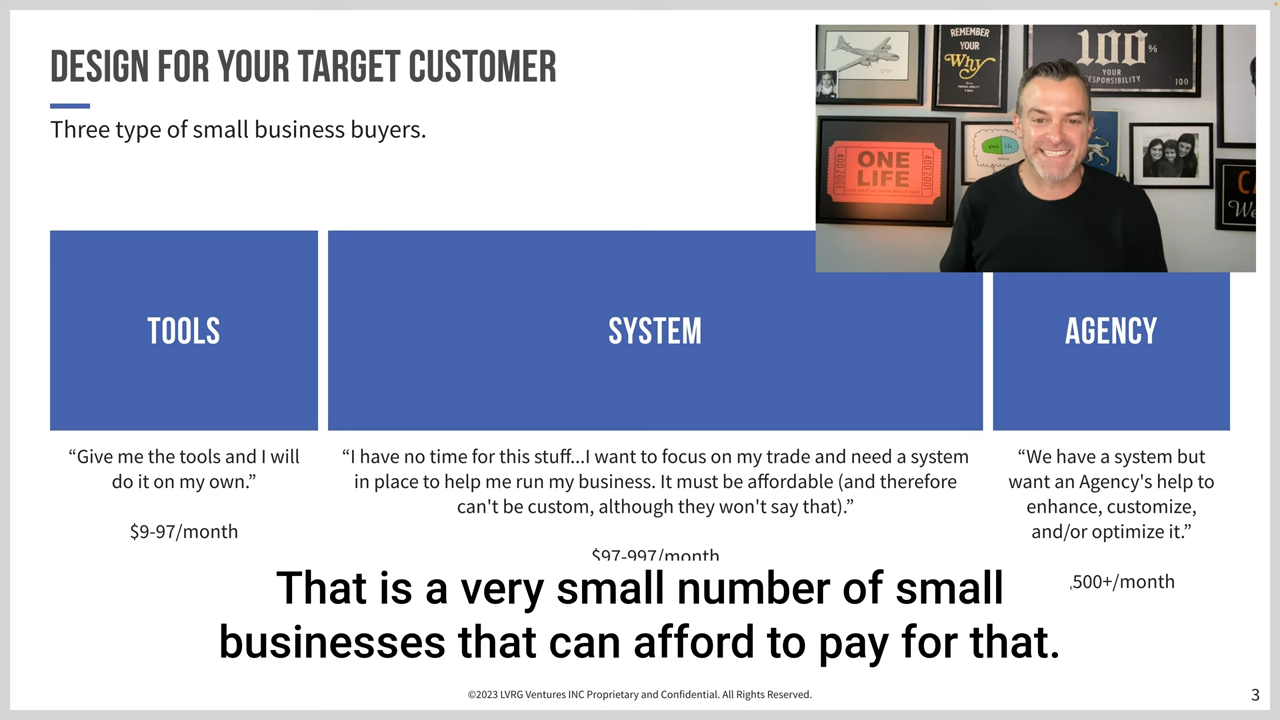 DESIGN FOR YOUR TARGET CUSTOMER
Three type of small business buyers.
REMEMBER
YOUR
Why
100%
YOUR
RESPONSIBILITY
100
ONE
LIFE
4002001
4002001
TOOLS
SYSTEM
AGENCY
“Give me the tools and I will
do it on my own.”
$9-97/month
“I have no time for this stuff...I want to focus on my trade and need a system
in place to help me run my business. It must be affordable (and therefore
can't be custom, although they won't say that).”
$97-997/month
“We have a system but
want an Agency's help to
enhance, customize,
and/or optimize it.”
,500+/month
That is a very small number of small
businesses that can afford to pay for that.
©2023 LVRG Ventures INC Proprietary and Confidential. All Rights Reserved.
3